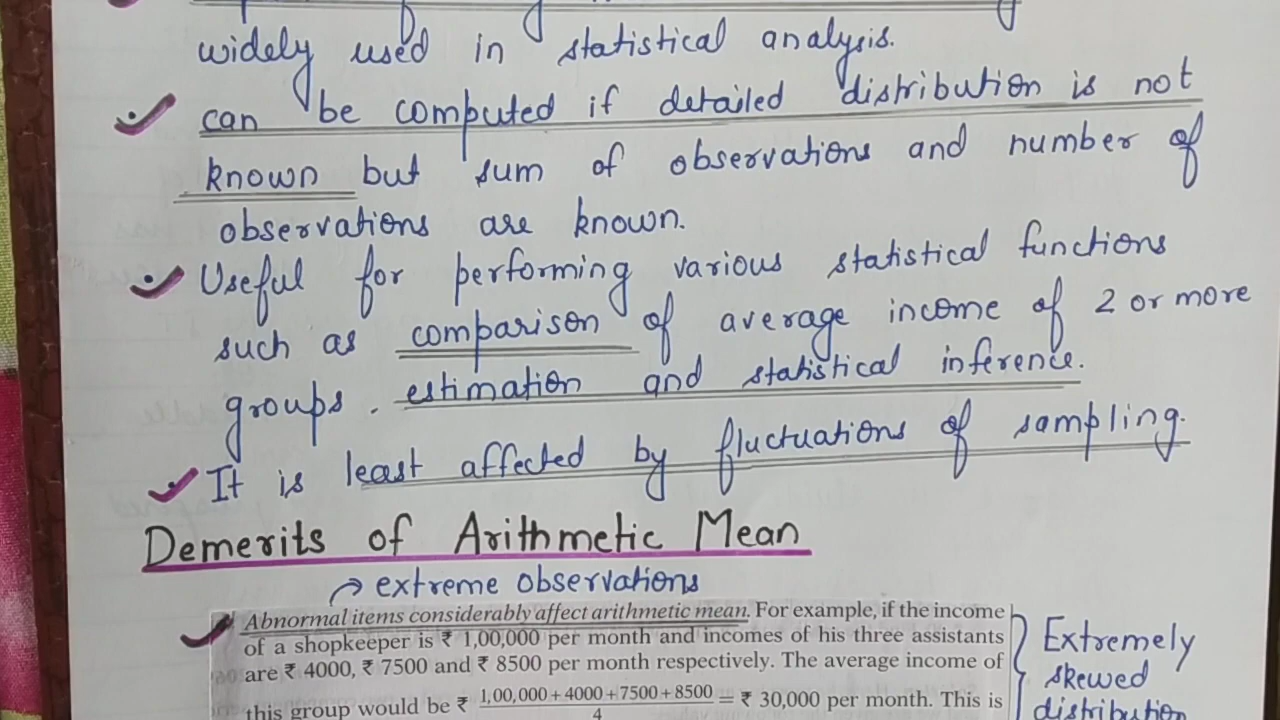 widely used in statistical analysis.
can be computed if detailed distribution is not
known but sum of observations and number of
observations are known.
Useful for performing various statistical functions
such as comparison of average income of 2 or more
groups. estimation and statistical inference.
It is least affected by fluctuations of sampling.
Demerits of Arithmetic Mean
→ extreme observations
Abnormal items considerably affect arithmetic mean. For example, if the income
of a shopkeeper is ₹ 1,00,000 per month and incomes of his three assistants
are ₹ 4000, ₹ 7500 and ₹ 8500 per month respectively. The average income of
this group would be ₹ 1,00,000 + 4000 + 7500 + 8500 / 4 = ₹ 30,000 per month. This is
Extremely
skewed
distribution